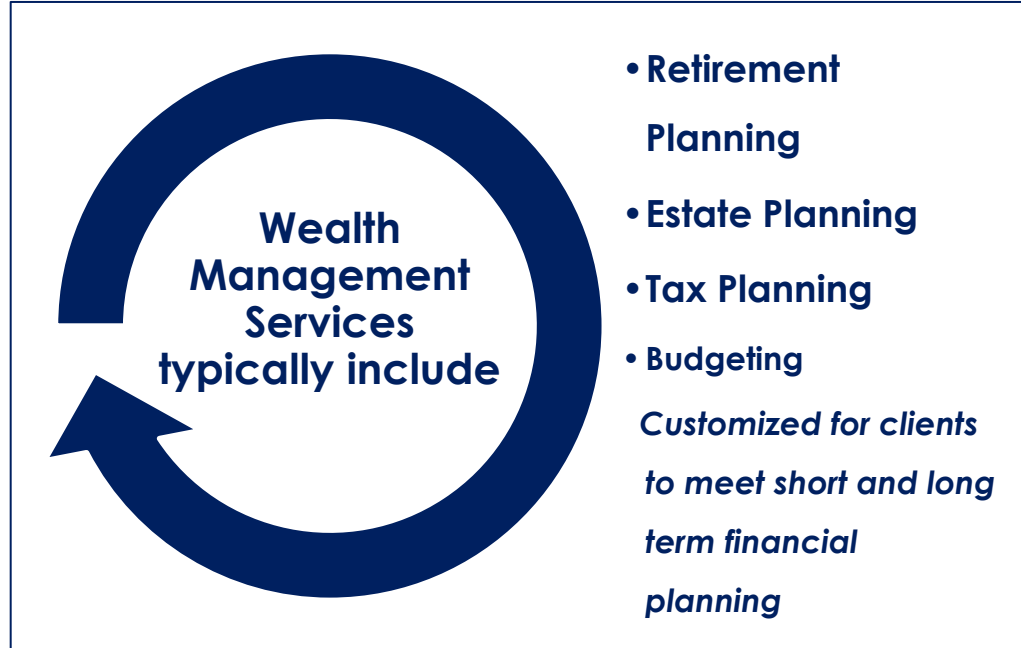 Wealth
Management
Services
typically include
• Retirement
Planning
• Estate Planning
• Tax Planning
• Budgeting
Customized for clients
to meet short and long
term financial
planning